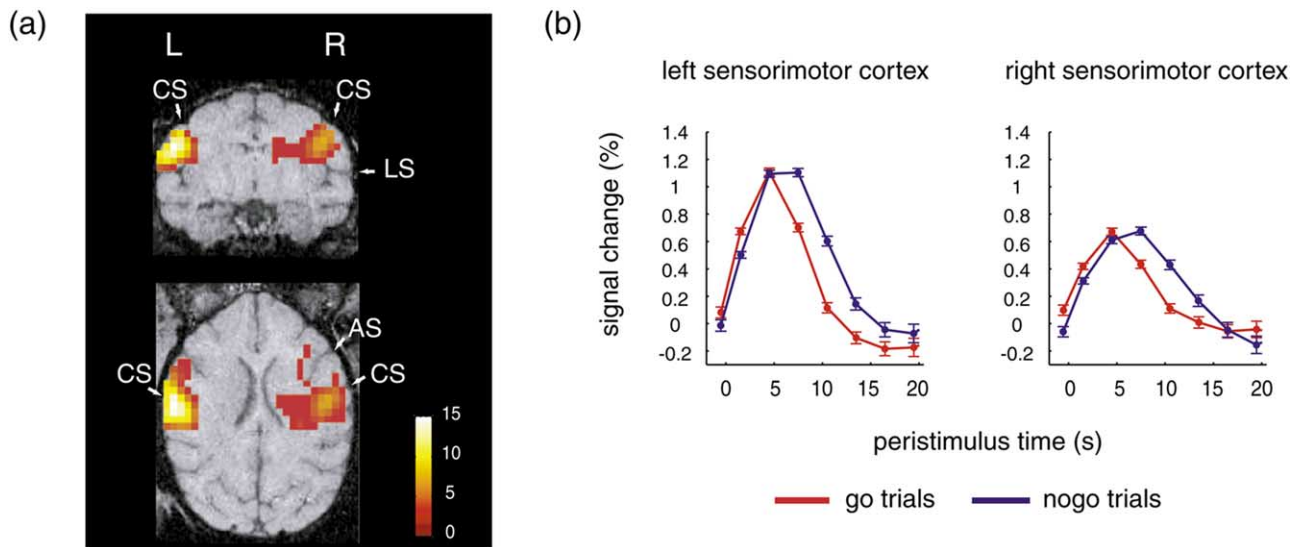 (a)
L R
CS CS
LS
AS
CS CS
15
10
5
0
(b)
left sensorimotor cortex
right sensorimotor cortex
signal change (%)
1.4
1.2
1
0.8
0.6
0.4
0.2
0
-0.2
0 5 10 15 20
1.4
1.2
1
0.8
0.6
0.4
0.2
0
-0.2
0 5 10 15 20
peristimulus time (s)
go trials nogo trials